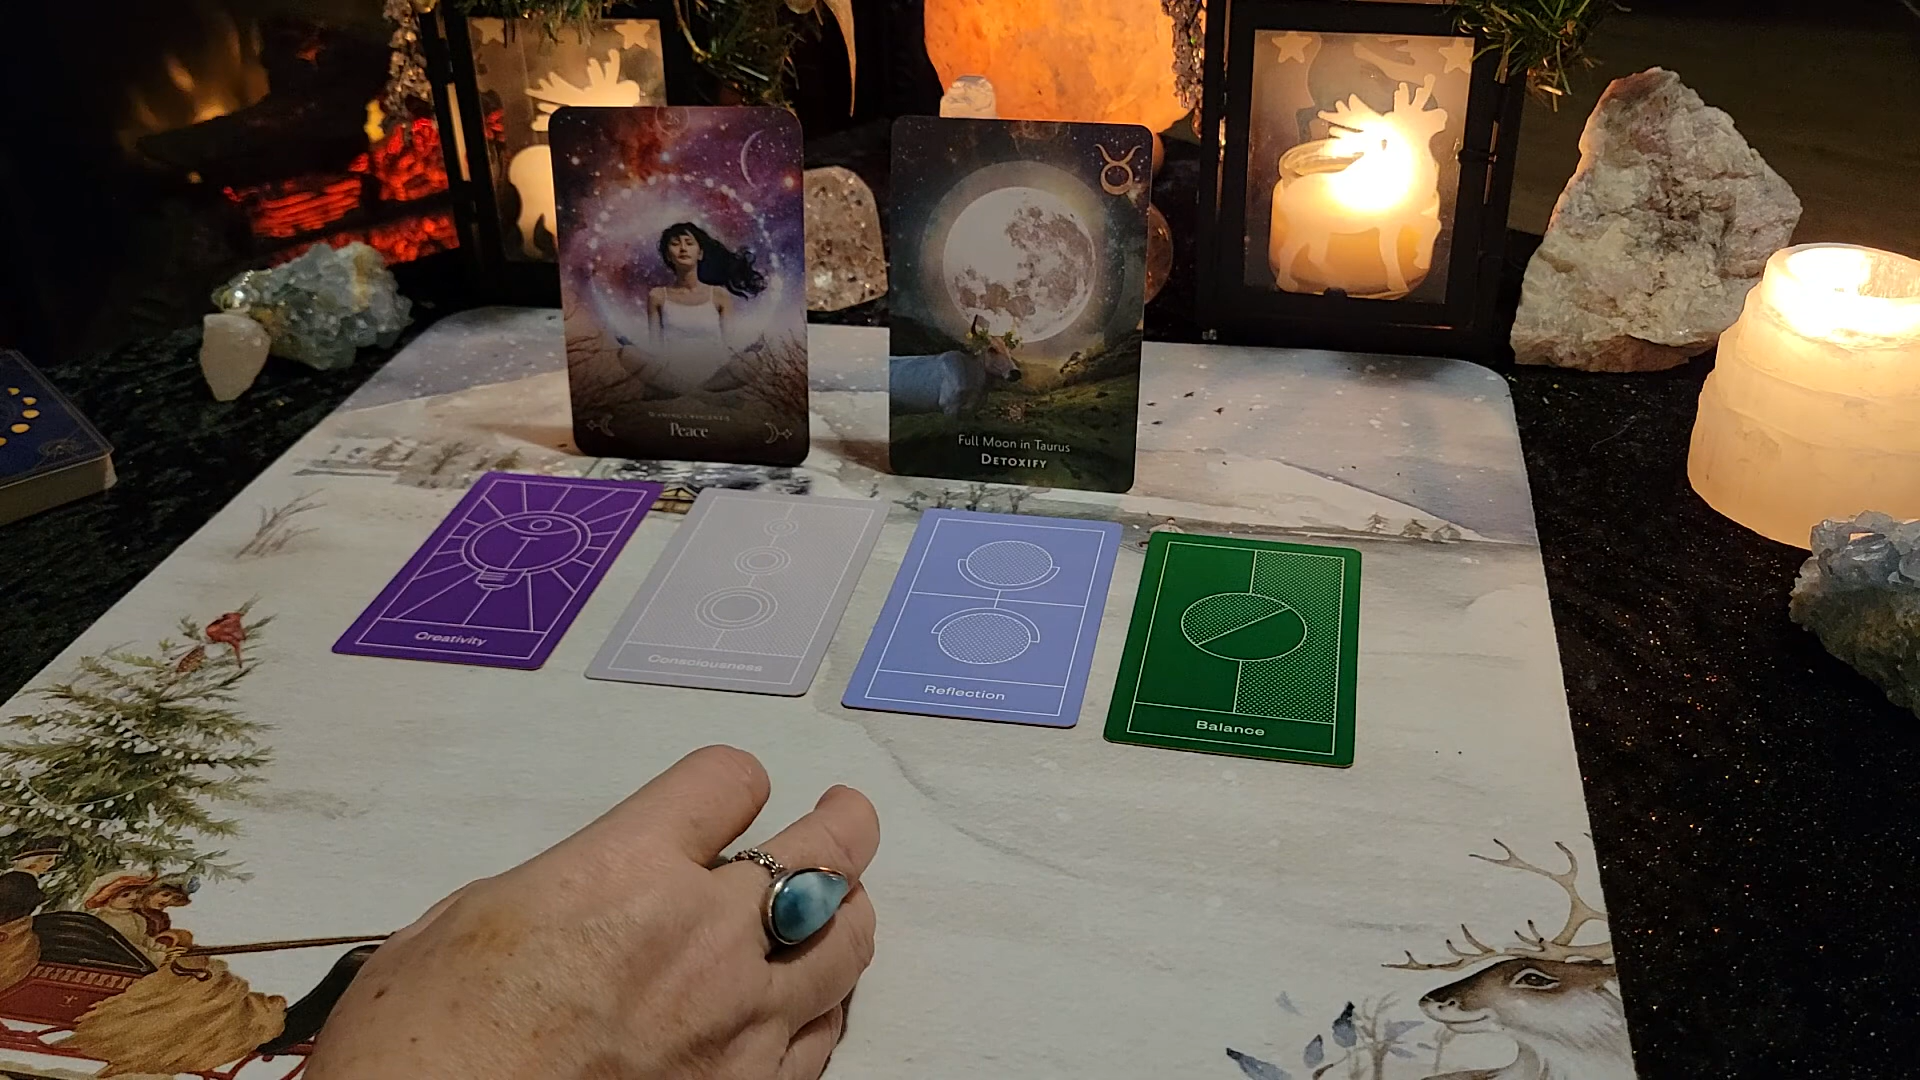 Peace
Full Moon in Taurus
DETOXIFY
Creativity
Consciousness
Reflection
Balance